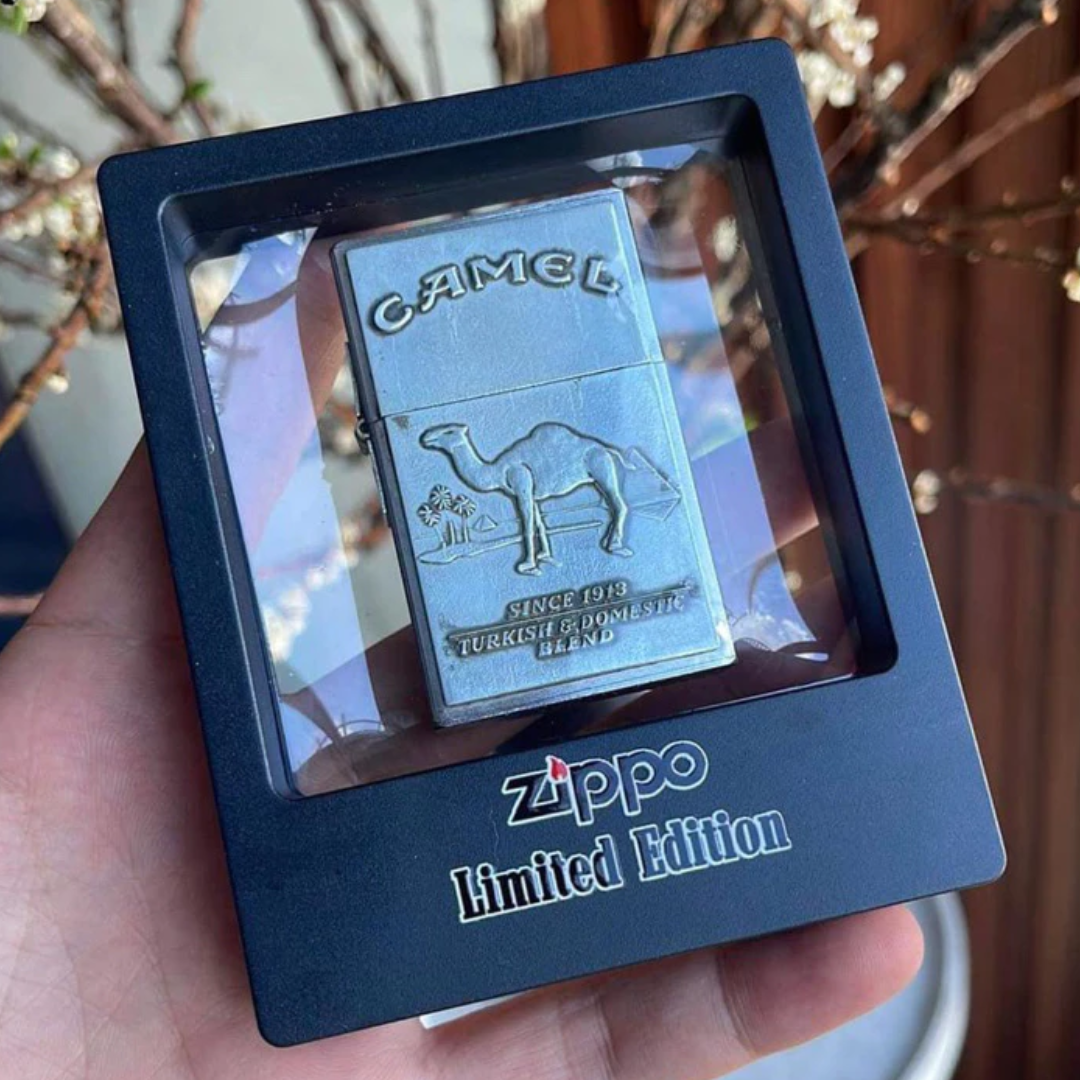 CAMEL
SINCE 1913
TURKISH & DOMESTIC
BLEND
zippo
Limited Edition